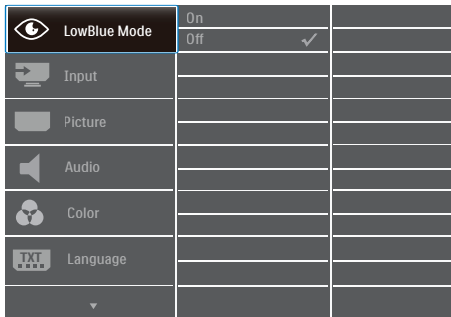 LowBlue Mode
On
Off
Input
Picture
Audio
Color
TXT
Language